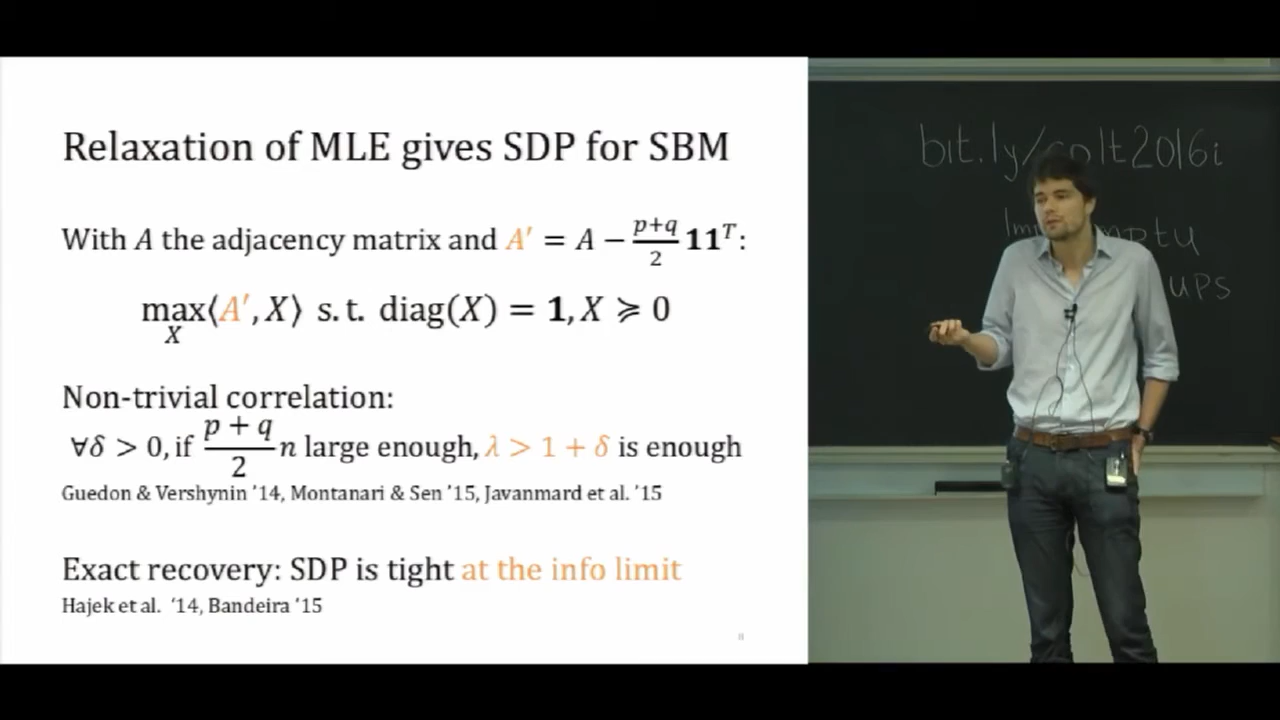 Relaxation of MLE gives SDP for SBM
With A the adjacency matrix and A′ = A − (p+q)/2 11ᵀ:
max_X ⟨A′, X⟩ s.t. diag(X) = 1, X ≽ 0
Non-trivial correlation:
∀δ > 0, if (p + q)/2 n large enough, λ > 1 + δ is enough
Guedon & Vershynin '14, Montanari & Sen '15, Javanmard et al. '15
Exact recovery: SDP is tight at the info limit
Hajek et al. '14, Bandeira '15
8
bit.ly/colt2016i